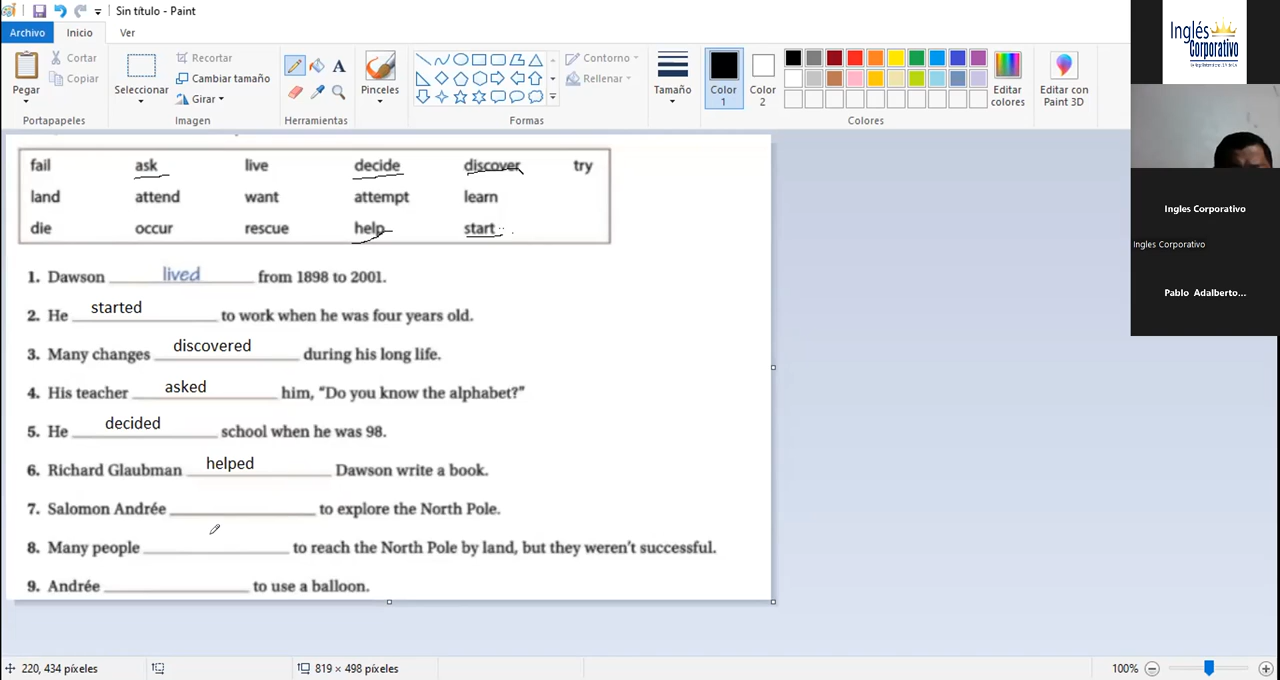 Sin título - Paint
Archivo Inicio Ver
Pegar
Cortar
Copiar
Portapapeles
Seleccionar
Recortar
Cambiar tamaño
Girar
Imagen
A
Herramientas
Pinceles
Contorno
Rellenar
Formas
Tamaño
Color 1
Color 2
Editar colores
Editar con Paint 3D
Colores
Inglés Corporativo
Ingles Corporativo
Ingles Corporativo
Pablo Adalberto...
fail ask live decide discover try
land attend want attempt learn
die occur rescue help start
1. Dawson lived from 1898 to 2001.
2. He started to work when he was four years old.
3. Many changes discovered during his long life.
4. His teacher asked him, “Do you know the alphabet?”
5. He decided school when he was 98.
6. Richard Glaubman helped Dawson write a book.
7. Salomon Andrée to explore the North Pole.
8. Many people to reach the North Pole by land, but they weren’t successful.
9. Andrée to use a balloon.
220, 434 píxeles
819 × 498 píxeles
100%